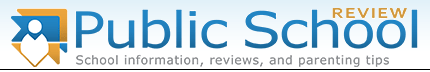 REVIEW
Public School
School information, reviews, and parenting tips